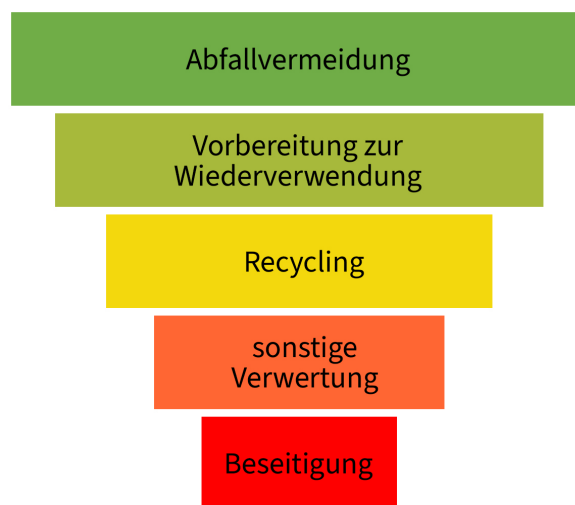 Abfallvermeidung
Vorbereitung zur
Wiederverwendung
Recycling
sonstige
Verwertung
Beseitigung